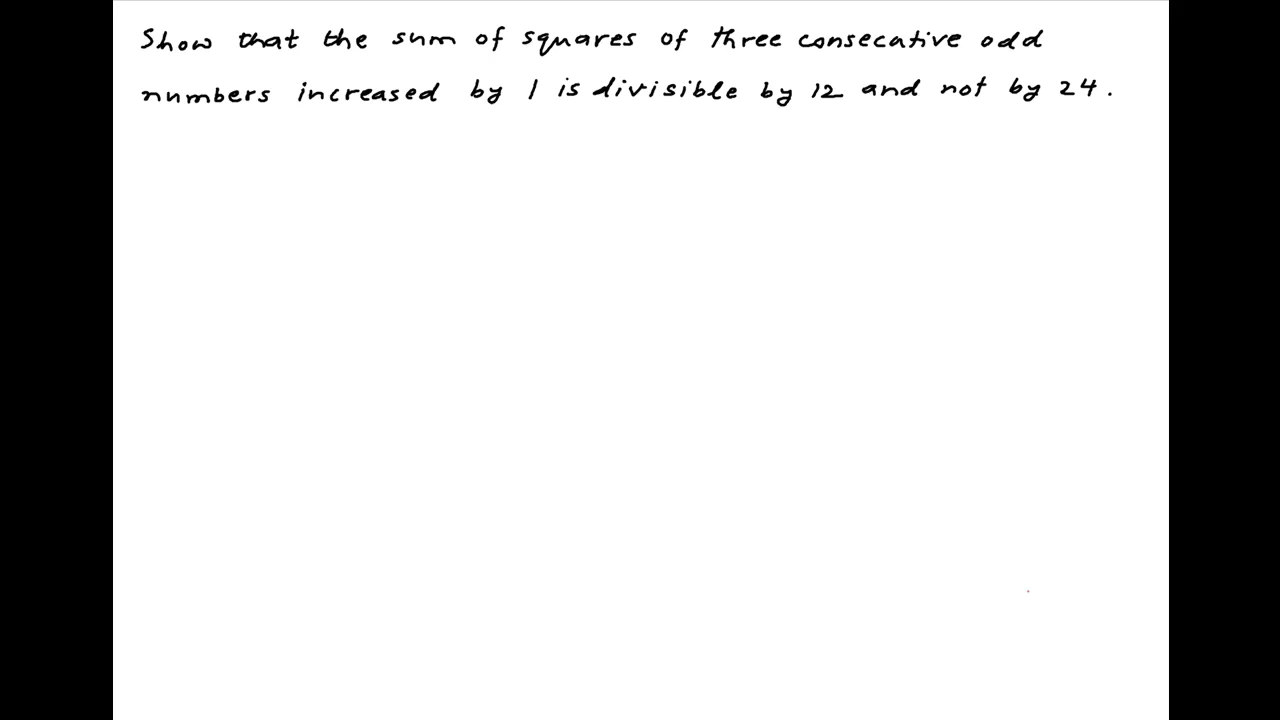 Show that the sum of squares of three consecative odd
numbers increased by 1 is divisible by 12 and not by 24.